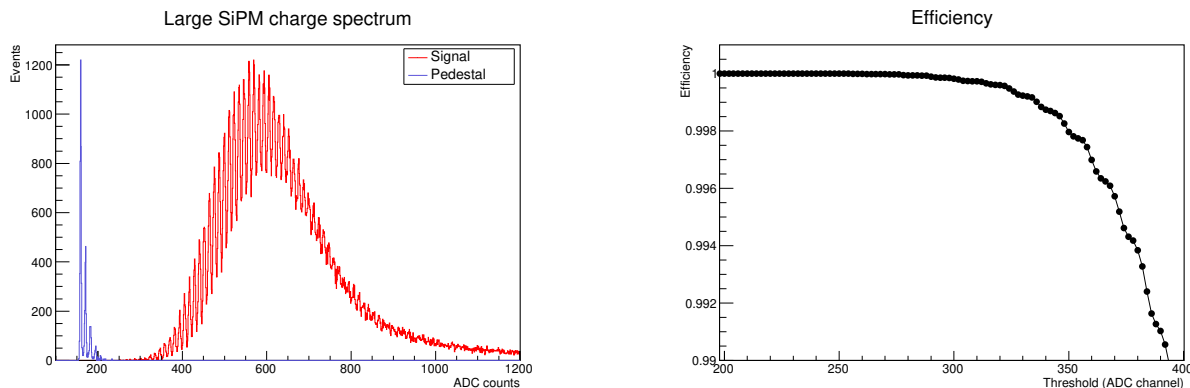 Large SiPM charge spectrum
Events
1200
1000
800
600
400
200
0
Signal
Pedestal
200 400 600 800 1000 1200
ADC counts
Efficiency
Efficiency
1
0.998
0.996
0.994
0.992
0.99
200 250 300 350 400
Threshold (ADC channel)